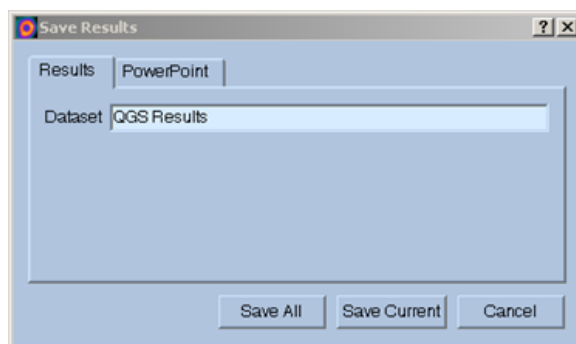 Save Results
Results PowerPoint
Dataset QGS Results
Save All Save Current Cancel